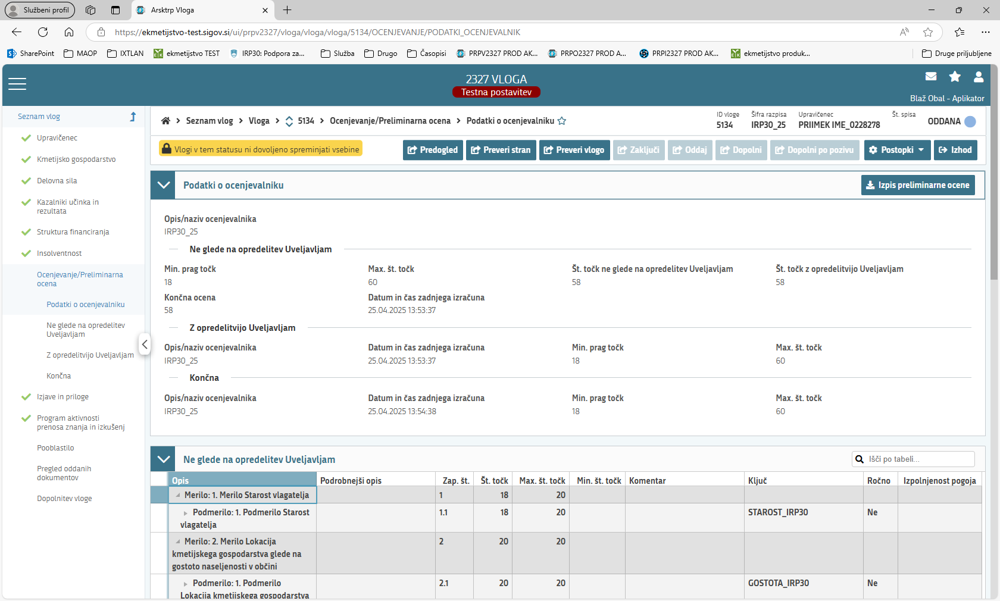 Službeni profil
Arsktrp Vloga
https://ekmetijstvo-test.sigov.si/ui/prpv2327/vloga/vloga/vloga/5134/OCENJEVANJE/PODATKI_OCENJEVALNIK
SharePoint
MAOP
IXTLAN
ekmetijstvo TEST
IRP30: Podpora za...
Služba
Drugo
Časopisi
PRPV2327 PROD AK...
PRPO2327 PROD A...
PRPI2327 PROD AK...
ekmetijstvo produk...
Druge priljubljene
2327 VLOGA
Testna postavitev
Blaž Obal - Aplikator
Seznam vlog
Upravičenec
Kmetijsko gospodarstvo
Delovna sila
Kazalniki učinka in
rezultata
Struktura financiranja
Insolventnost
Ocenjevanje/Preliminarna
ocena
Podatki o ocenjevalniku
Ne glede na opredelitev
Uveljavljam
Z opredelitvijo Uveljavljam
Končna
Izjave in priloge
Program aktivnosti
prenosa znanja in izkušenj
Pooblastilo
Pregled oddanih
dokumentov
Dopolnitev vloge
Seznam vlog > Vloga > 5134 > Ocenjevanje/Preliminarna ocena > Podatki o ocenjevalniku
ID vloge Šifra razpisa Upravičenec Št. spisa
5134 IRP30_25 PRIIMEK IME_0228278 ODDANA
Vlogi v tem statusu ni dovoljeno spreminjati vsebine
Predogled Preveri stran Preveri vlogo Zaključi Oddaj Dopolni Dopolni po pozivu Postopki Izhod
Podatki o ocenjevalniku
Izpis preliminarne ocene
Opis/naziv ocenjevalnika
IRP30_25
Ne glede na opredelitev Uveljavljam
Min. prag točk Max. št. točk Št. točk ne glede na opredelitev Uveljavljam Št. točk z opredelitvijo Uveljavljam
18 60 58 58
Končna ocena Datum in čas zadnjega izračuna
58 25.04.2025 13:53:37
Z opredelitvijo Uveljavljam
Opis/naziv ocenjevalnika Datum in čas zadnjega izračuna Min. prag točk Max. št. točk
IRP30_25 25.04.2025 13:53:37 18 60
Končna
Opis/naziv ocenjevalnika Datum in čas zadnjega izračuna Min. prag točk Max. št. točk
IRP30_25 25.04.2025 13:54:38 18 60
Ne glede na opredelitev Uveljavljam
Išči po tabeli...
Opis Podrobnejši opis Zap. št. Št. točk Max. št. točk Min. št. točk Komentar Ključ Ročno Izpolnjenost pogoja
Merilo: 1. Merilo Starost vlagatelja 1 18 20
Podmerilo: 1. Podmerilo Starost 1.1 18 20 STAROST_IRP30 Ne
vlagatelja
Merilo: 2. Merilo Lokacija 2 20 20
kmetijskega gospodarstva glede na
gostoto naseljenosti v občini
Podmerilo: 1. Podmerilo 2.1 20 20 GOSTOTA_IRP30 Ne
Lokacija kmetijskega gospodarstva